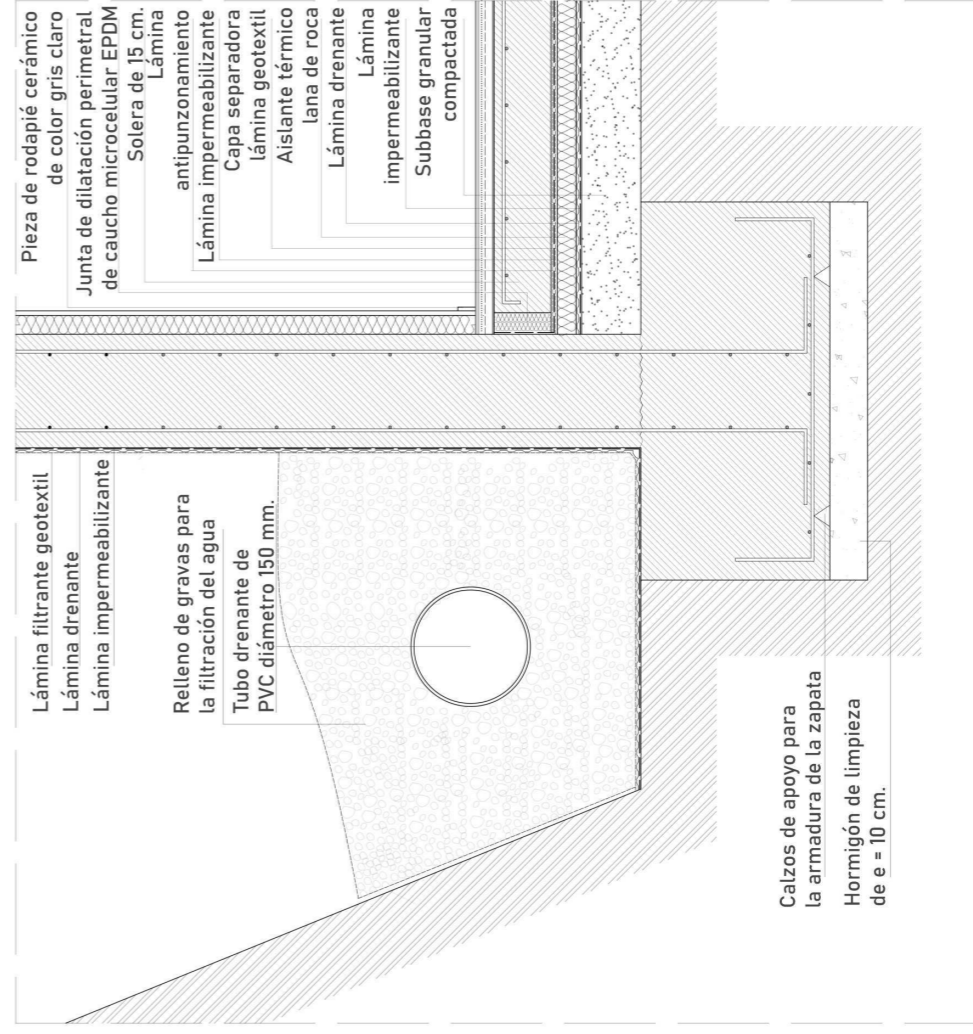 Pieza de rodapié cerámico
de color gris claro
Junta de dilatación perimetral
de caucho microcelular EPDM
Solera de 15 cm.
Lámina
antipunzonamiento
Lámina impermeabilizante
Capa separadora
lámina geotextil
Aislante térmico
lana de roca
Lámina drenante
Lámina
impermeabilizante
Subbase granular
compactada
Lámina filtrante geotextil
Lámina drenante
Lámina impermeabilizante
Relleno de gravas para
la filtración del agua
Tubo drenante de
PVC diámetro 150 mm.
Calzos de apoyo para
la armadura de la zapata
Hormigón de limpieza
de e = 10 cm.